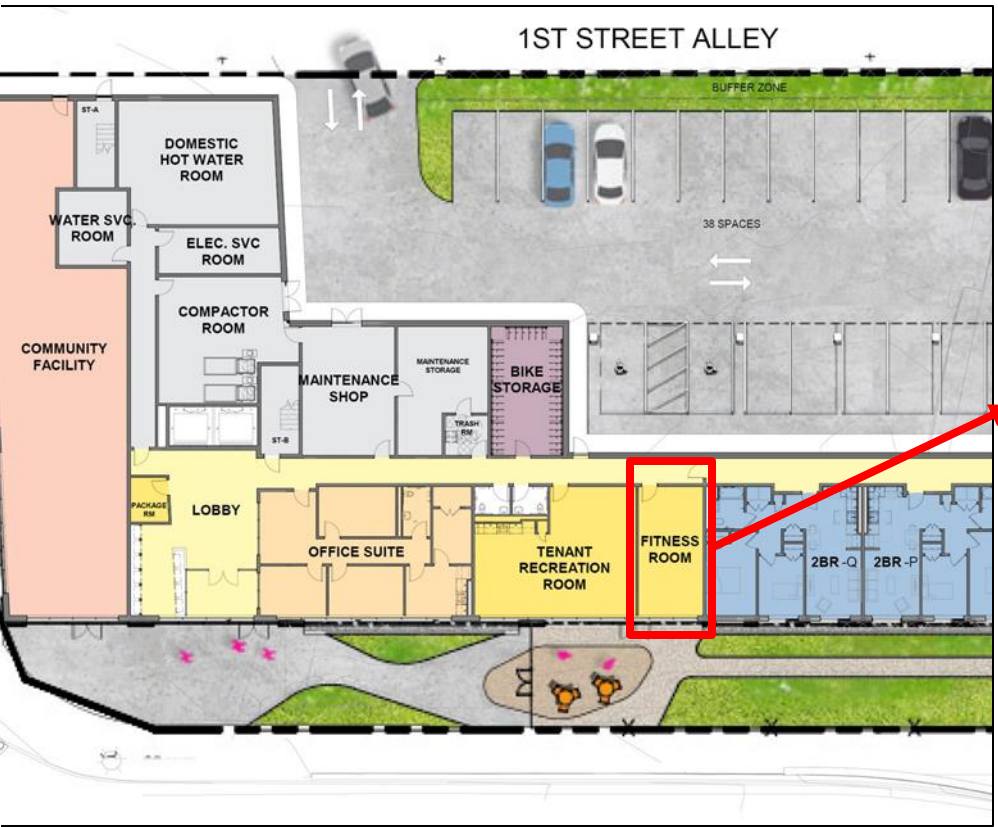 1ST STREET ALLEY
BUFFER ZONE
ST-A
DOMESTIC
HOT WATER
ROOM
WATER SVC.
ROOM
ELEC. SVC
ROOM
38 SPACES
COMPACTOR
ROOM
COMMUNITY
FACILITY
MAINTENANCE
SHOP
MAINTENANCE
STORAGE
BIKE
STORAGE
TRASH
RM
ST-B
PACKAGE
RM
LOBBY
OFFICE SUITE
TENANT
RECREATION
ROOM
FITNESS
ROOM
2BR-Q
2BR-P